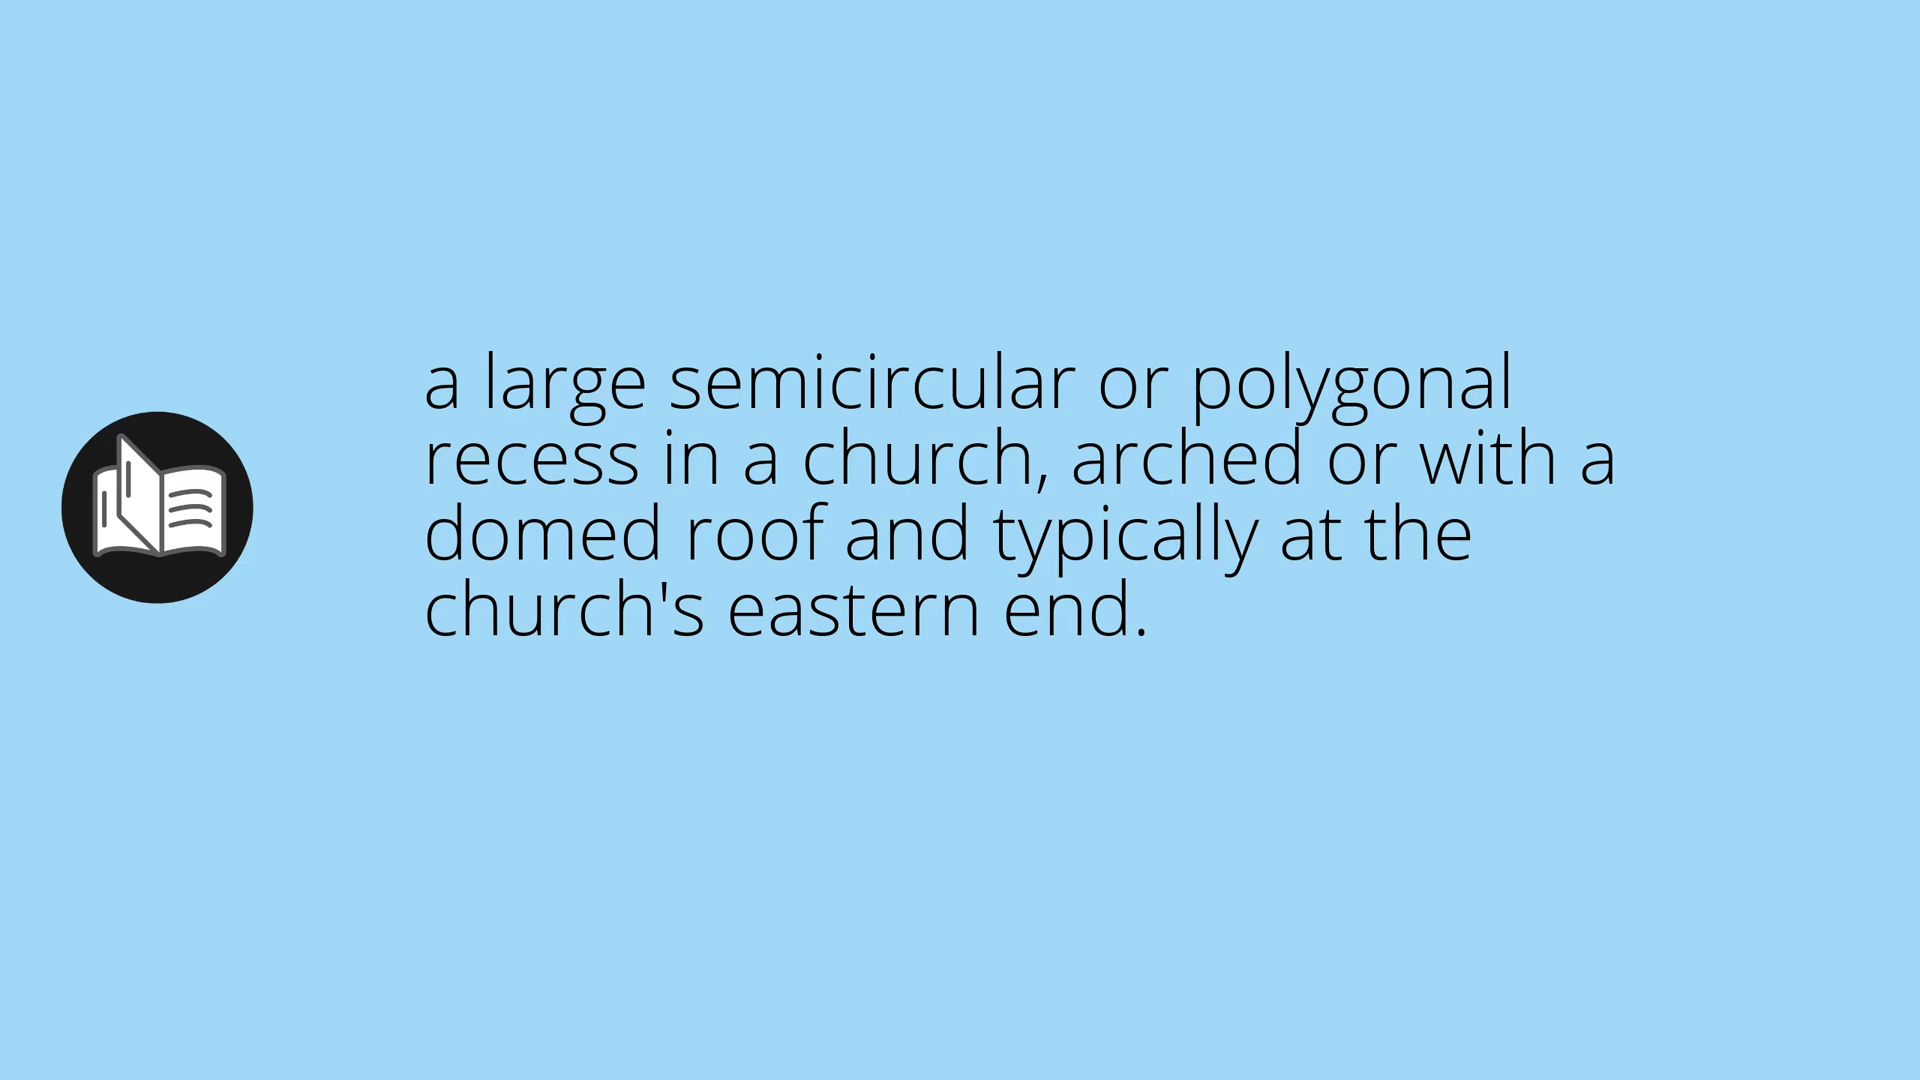 a large semicircular or polygonal
recess in a church, arched or with a
domed roof and typically at the
church's eastern end.